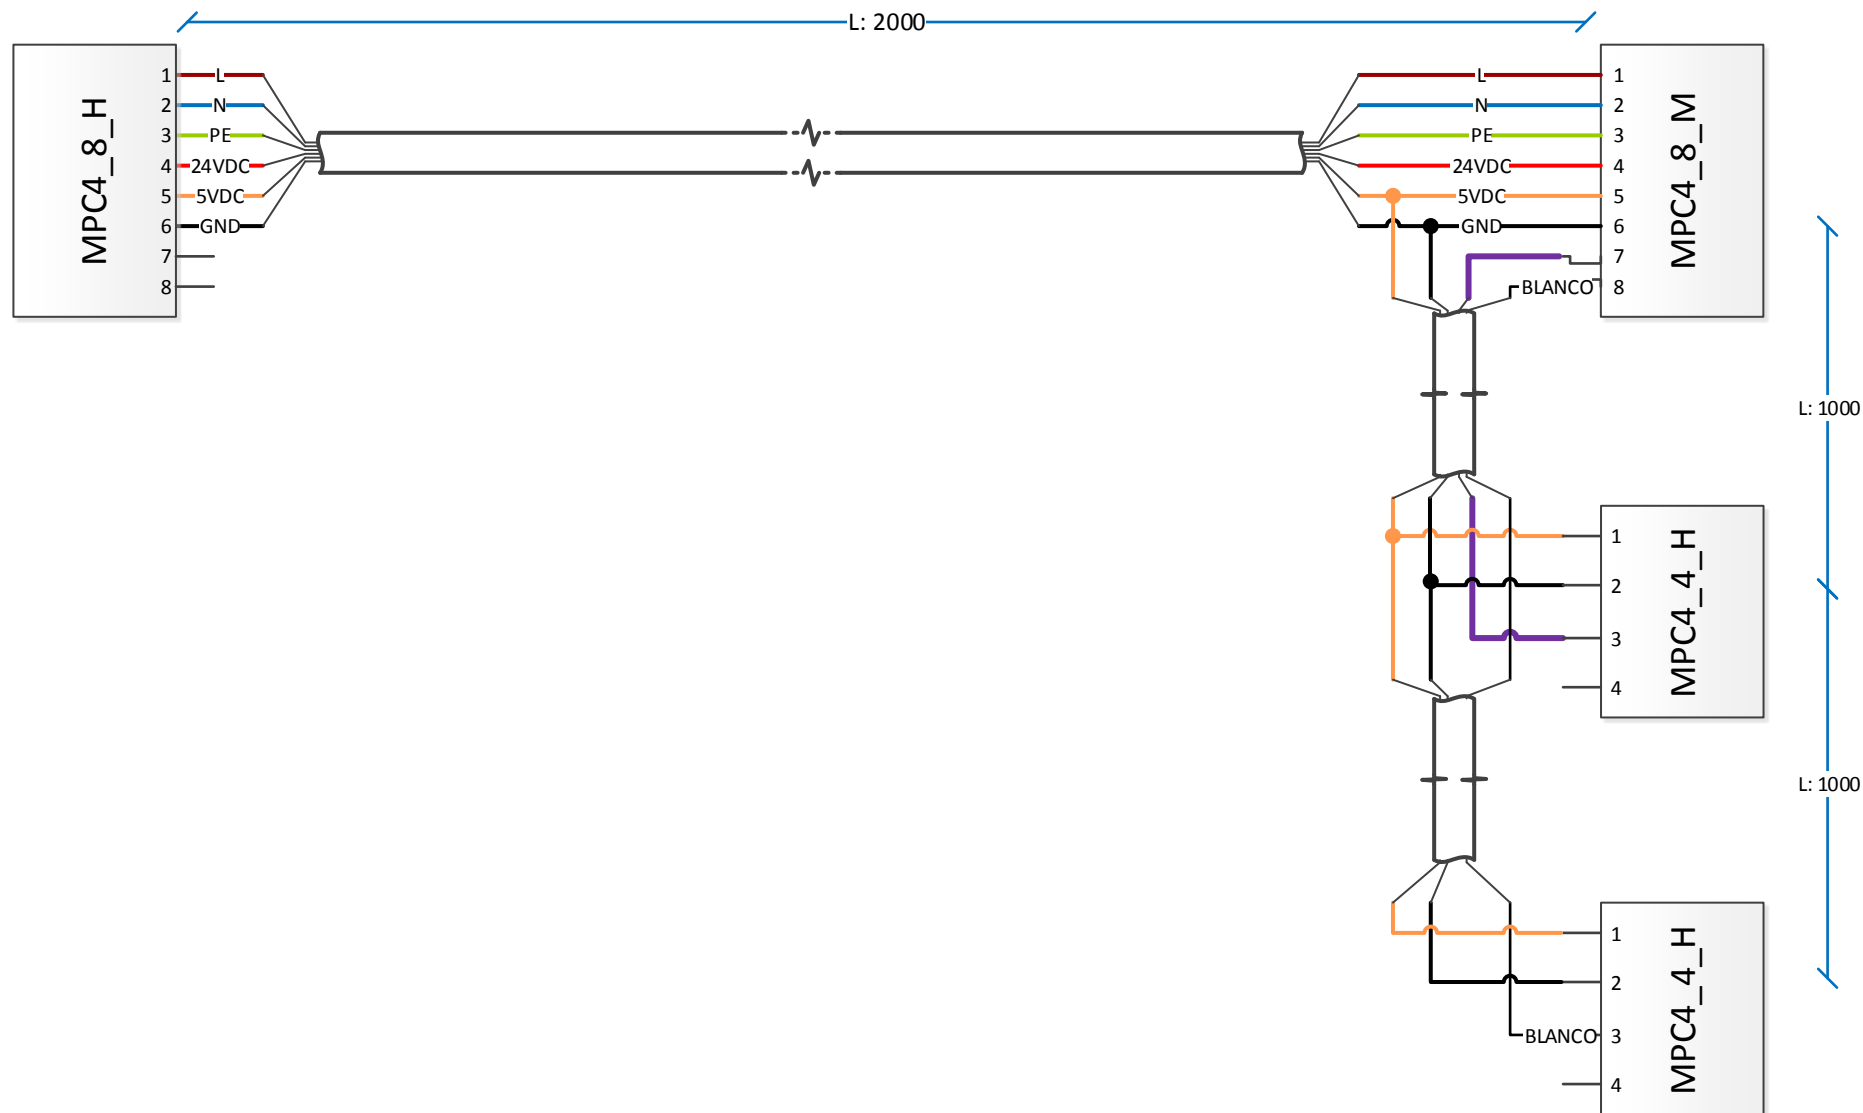 L: 2000
MPC4_8_H
1 L
2 N
3 PE
4 24VDC
5 5VDC
6 GND
7
8
L 1
N 2
PE 3
24VDC 4
5VDC 5
GND 6
7
BLANCO 8
MPC4_8_M
L: 1000
1
2
3
4
MPC4_4_H
L: 1000
1
2
BLANCO 3
4
MPC4_4_H